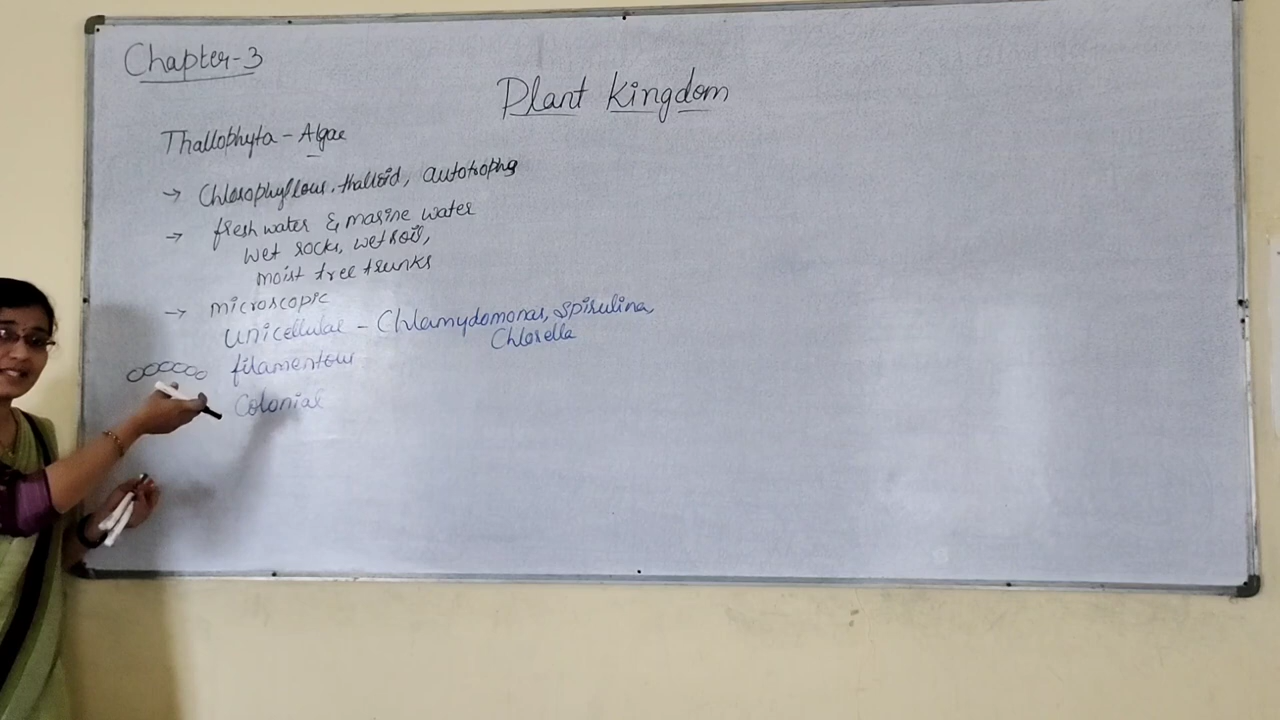 Chapter-3
Plant Kingdom
Thallophyta - Algae
→ Chlorophyllous, thalloid, autotrophs
→ fresh water & marine water
wet rocks, wet soils,
moist tree trunks
→ microscopic
Unicellular - Chlamydomonas, Spirulina,
Chlorella
filamentous
Colonial